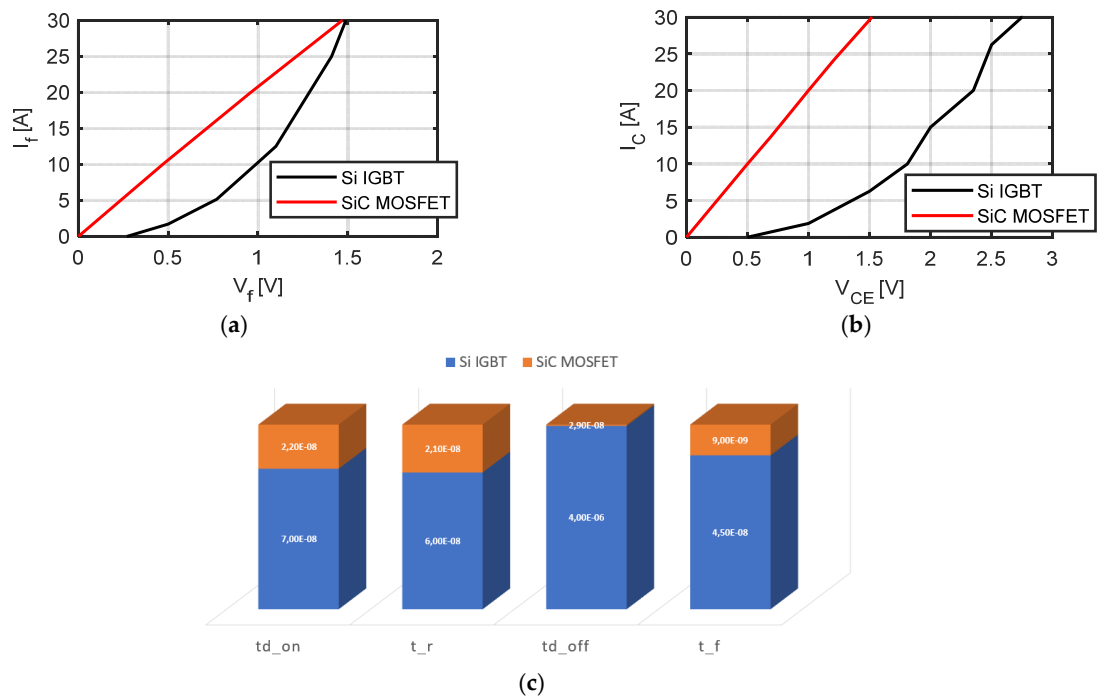 30
25
20
15
10
5
0
I_f [A]
Si IGBT
SiC MOSFET
0 0.5 1 1.5 2
V_f [V]
(a)
30
25
20
15
10
5
0
I_C [A]
Si IGBT
SiC MOSFET
0 0.5 1 1.5 2 2.5 3
V_CE [V]
(b)
Si IGBT SiC MOSFET
2,20E-08 2,10E-08 2,90E-08 9,00E-09
7,00E-08 6,00E-08 4,00E-06 4,50E-08
td_on t_r td_off t_f
(c)